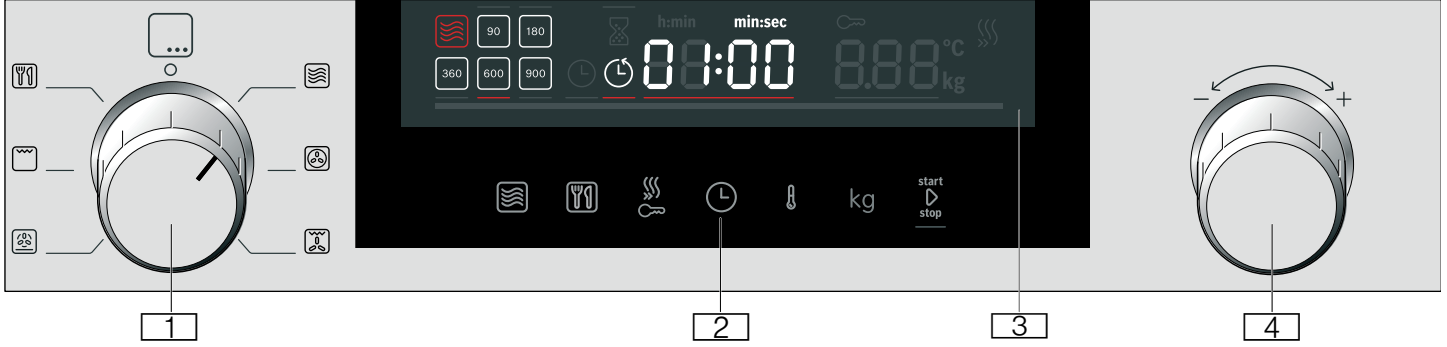 h:min min:sec
90 180
01:00
8.88 °C
360 600 900
kg
− +
start
kg
stop
1 2 3 4